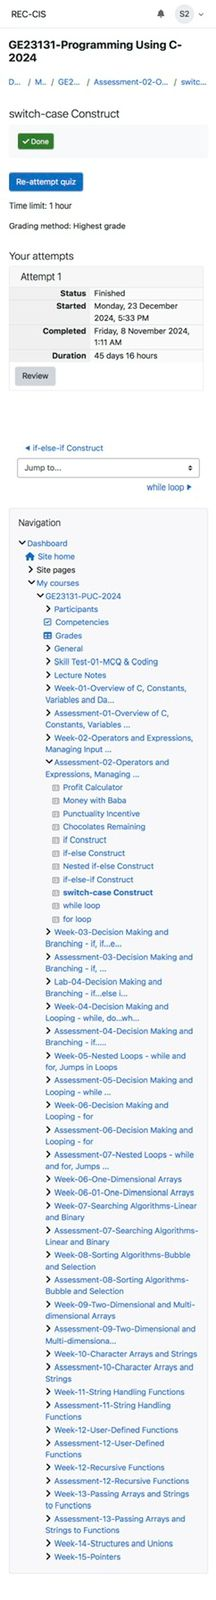 REC-CIS
S2
GE23131-Programming Using C-
2024
D... / M... / GE2... / Assessment-02-O... / switc...
switch-case Construct
Done
Re-attempt quiz
Time limit: 1 hour
Grading method: Highest grade
Your attempts
Attempt 1
Status Finished
Started Monday, 23 December
2024, 5:33 PM
Completed Friday, 8 November 2024,
1:11 AM
Duration 45 days 16 hours
Review
if-else-if Construct
Jump to...
while loop
Navigation
Dashboard
Site home
Site pages
My courses
GE23131-PUC-2024
Participants
Competencies
Grades
General
Skill Test-01-MCQ & Coding
Lecture Notes
Week-01-Overview of C, Constants,
Variables and Da...
Assessment-01-Overview of C,
Constants, Variables ...
Week-02-Operators and Expressions,
Managing Input ...
Assessment-02-Operators and
Expressions, Managing ...
Profit Calculator
Money with Baba
Punctuality Incentive
Chocolates Remaining
if Construct
if-else Construct
Nested if-else Construct
if-else-if Construct
switch-case Construct
while loop
for loop
Week-03-Decision Making and
Branching - if, if...e...
Assessment-03-Decision Making and
Branching - if, ...
Lab-04-Decision Making and
Branching - if...else i...
Week-04-Decision Making and
Looping - while, do...wh...
Assessment-04-Decision Making and
Branching - if.....
Week-05-Nested Loops - while and
for, Jumps in Loops
Assessment-05-Decision Making and
Looping - while ...
Week-06-Decision Making and
Looping - for
Assessment-06-Decision Making and
Looping - for
Assessment-07-Nested Loops - while
and for, Jumps ...
Week-06-One-Dimensional Arrays
Week-06-01-One-Dimensional Arrays
Week-07-Searching Algorithms-Linear
and Binary
Assessment-07-Searching Algorithms-
Linear and Binary
Week-08-Sorting Algorithms-Bubble
and Selection
Assessment-08-Sorting Algorithms-
Bubble and Selection
Week-09-Two-Dimensional and Multi-
dimensional Arrays
Assessment-09-Two-Dimensional and
Multi-dimensiona...
Week-10-Character Arrays and Strings
Assessment-10-Character Arrays and
Strings
Week-11-String Handling Functions
Assessment-11-String Handling
Functions
Week-12-User-Defined Functions
Assessment-12-User-Defined
Functions
Week-12-Recursive Functions
Assessment-12-Recursive Functions
Week-13-Passing Arrays and Strings
to Functions
Assessment-13-Passing Arrays and
Strings to Functions
Week-14-Structures and Unions
Week-15-Pointers